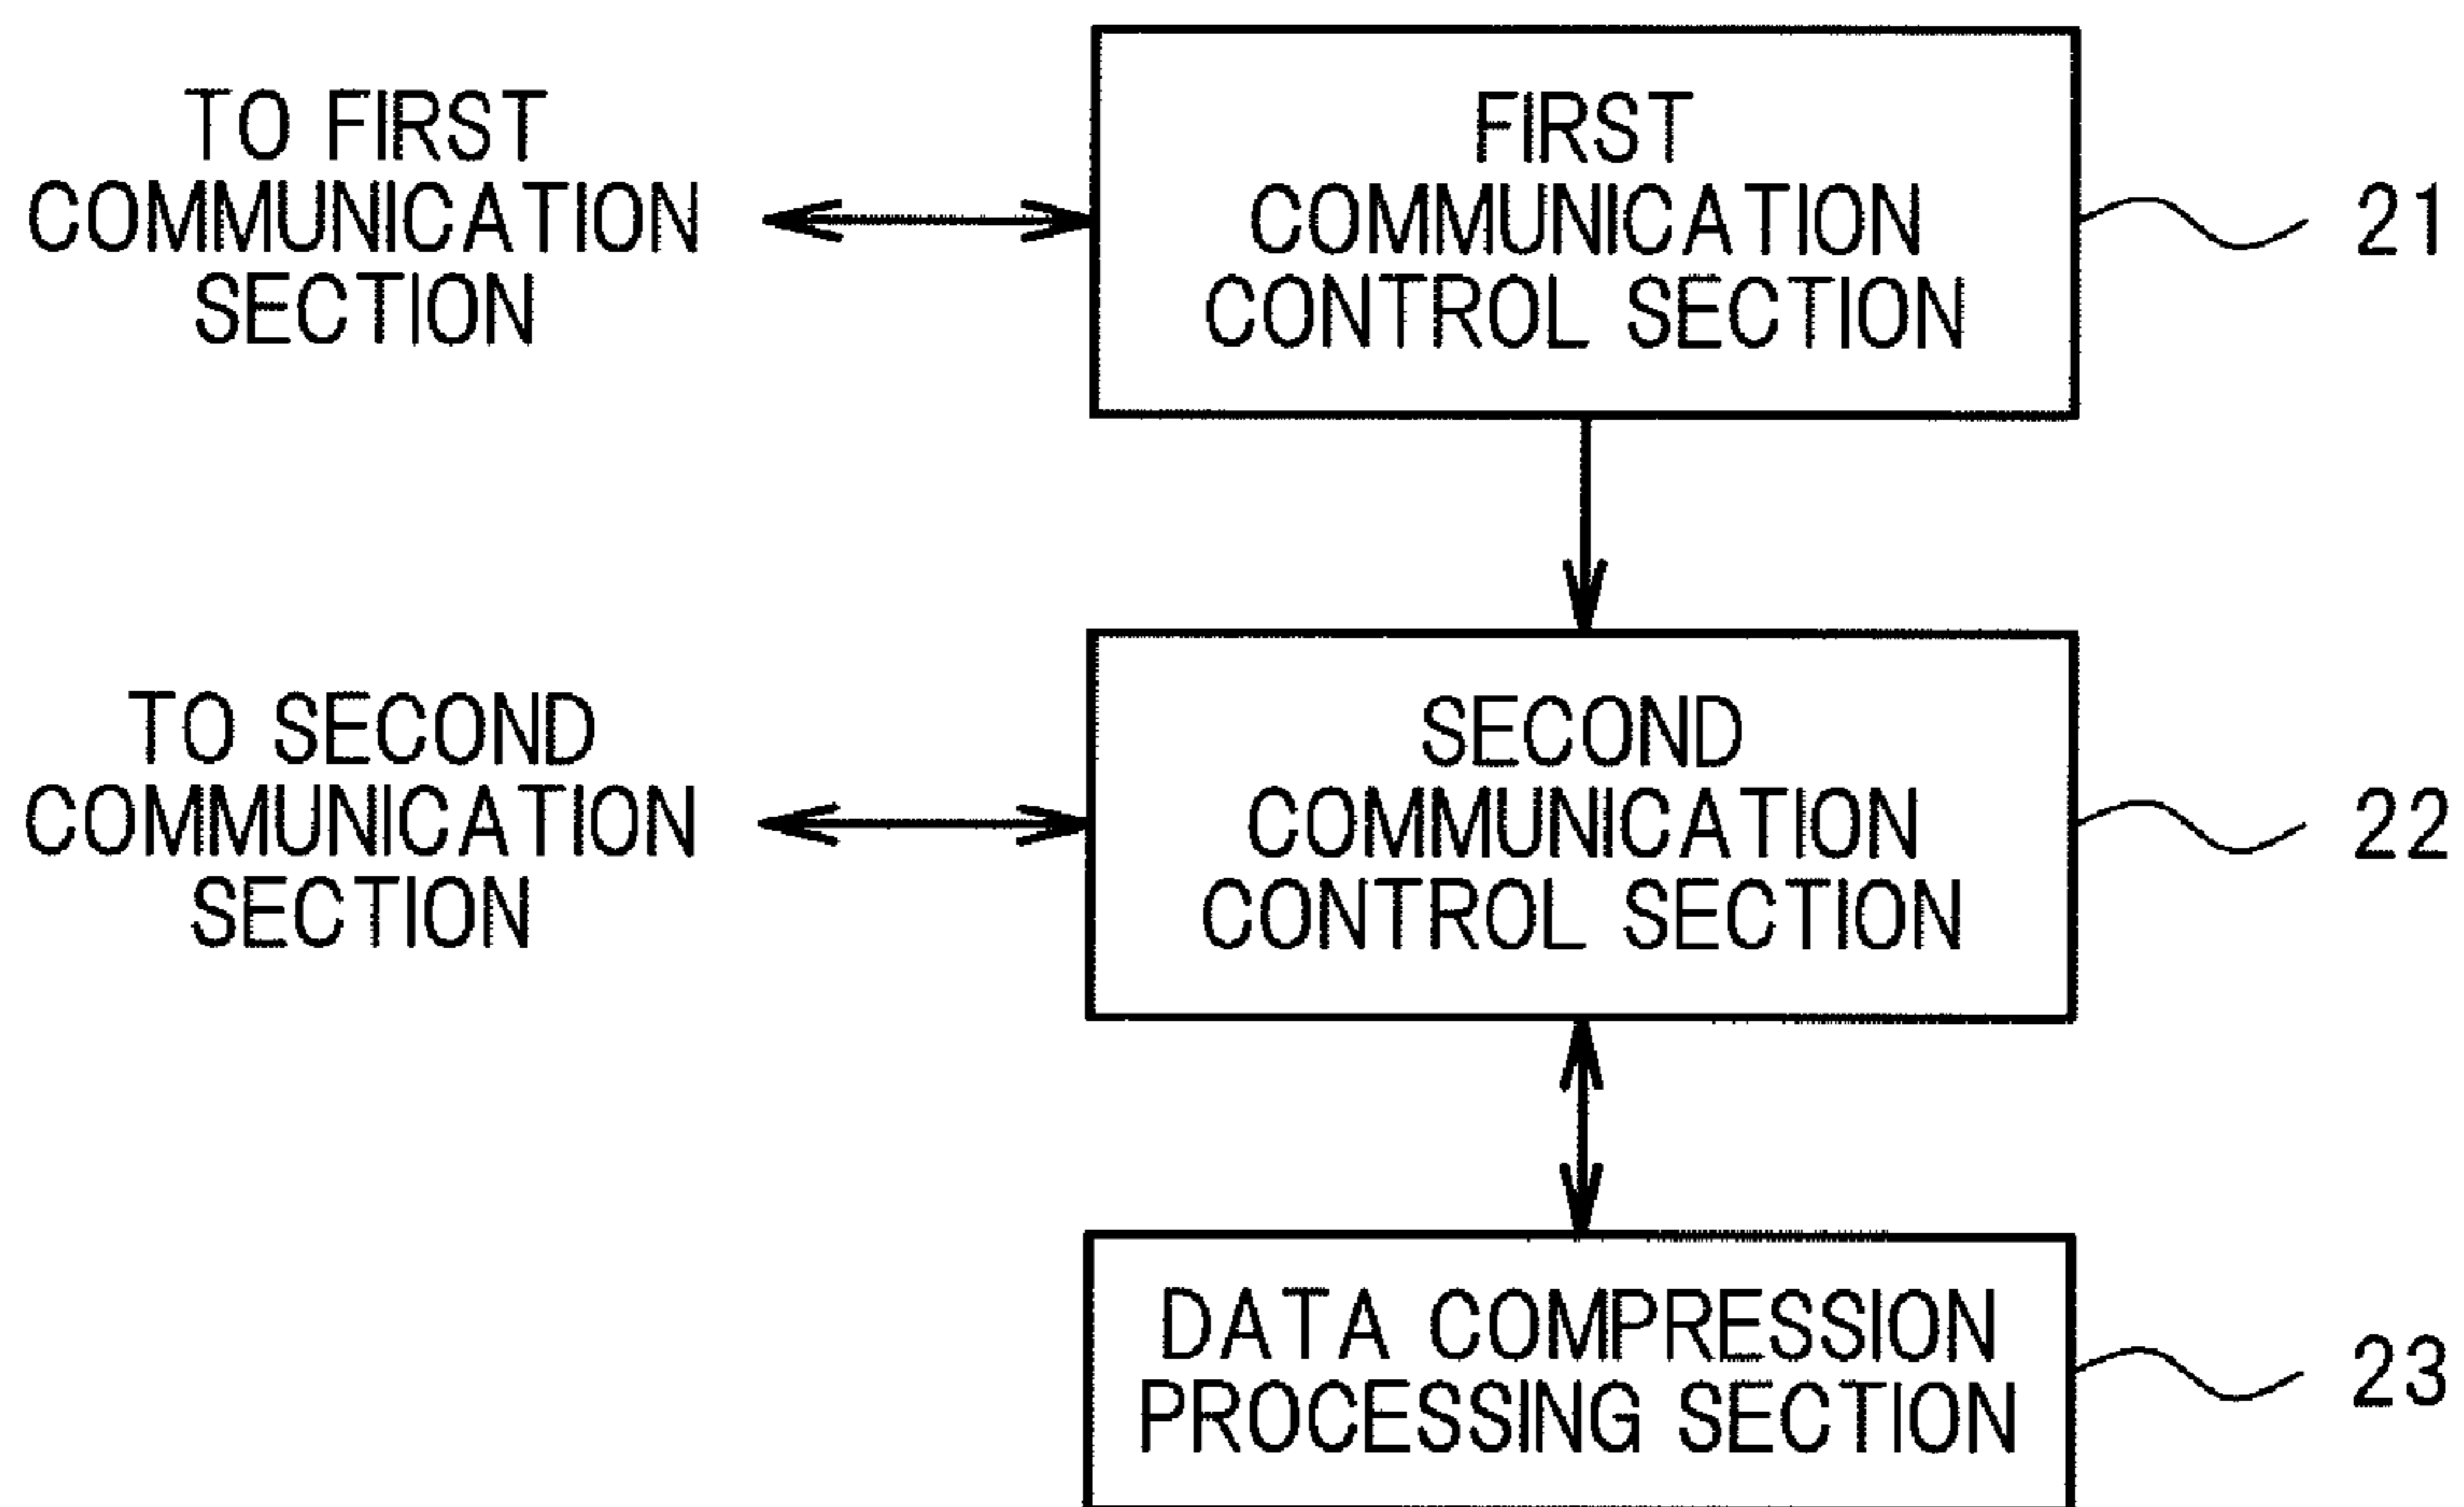 TO FIRST
COMMUNICATION
SECTION
FIRST
COMMUNICATION
CONTROL SECTION
21
TO SECOND
COMMUNICATION
SECTION
SECOND
COMMUNICATION
CONTROL SECTION
22
DATA COMPRESSION
PROCESSING SECTION
23